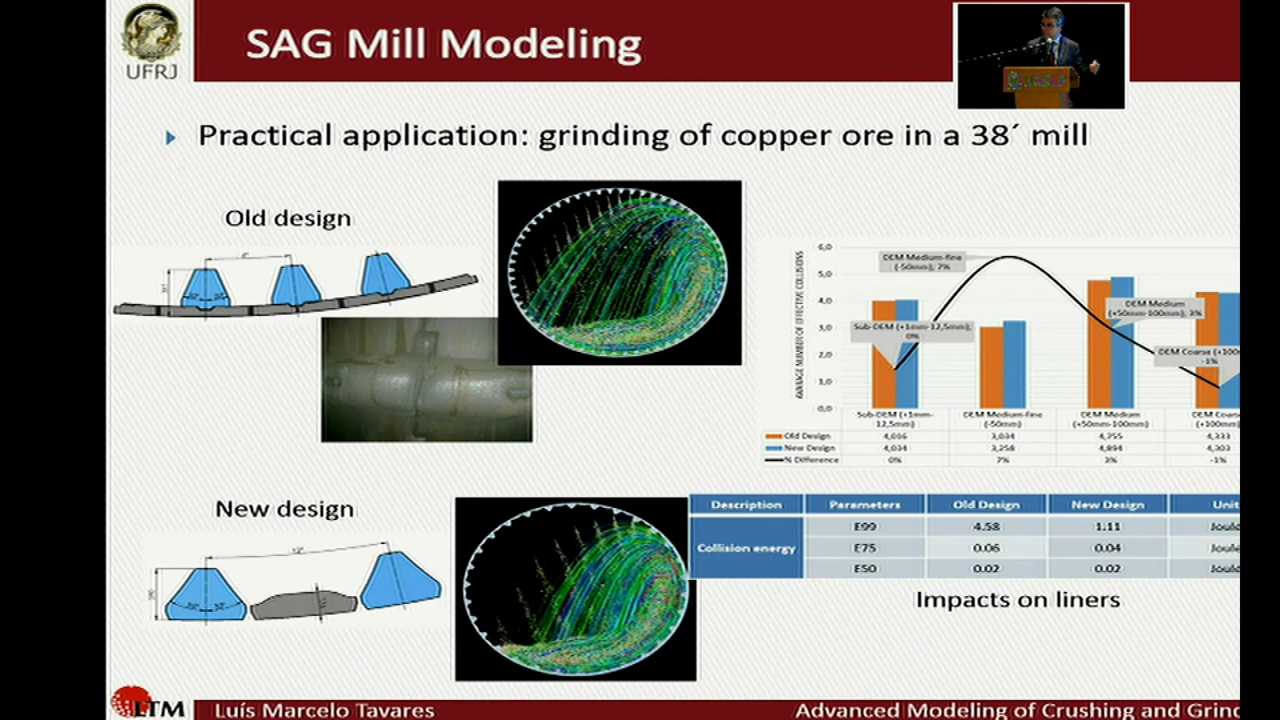 UFRJ
SAG Mill Modeling
Practical application: grinding of copper ore in a 38´ mill
Old design
New design
AVERAGE NUMBER OF EFFECTIVE COLLISIONS
6,0
5,0
4,0
3,0
2,0
1,0
0,0
DEM Medium-fine
(-50mm); 7%
Sub-DEM (+1mm-12,5mm);
0%
DEM Medium
(+50mm-100mm); 3%
DEM Coarse (+100
-1%
Sub-DEM (+1mm-
12,5mm)
DEM Medium-fine
(-50mm)
DEM Medium
(+50mm-100mm)
DEM Coarse
(+100mm)
Old Design 4,016 3,034 4,755 4,333
New Design 4,034 3,258 4,894 4,303
% Difference 0% 7% 3% -1%
Description Parameters Old Design New Design Unit
Collision energy
E99 4.58 1.11 Joule
E75 0.06 0.04 Joule
E50 0.02 0.02 Joule
Impacts on liners
LTM
Luís Marcelo Tavares
Advanced Modeling of Crushing and Grind